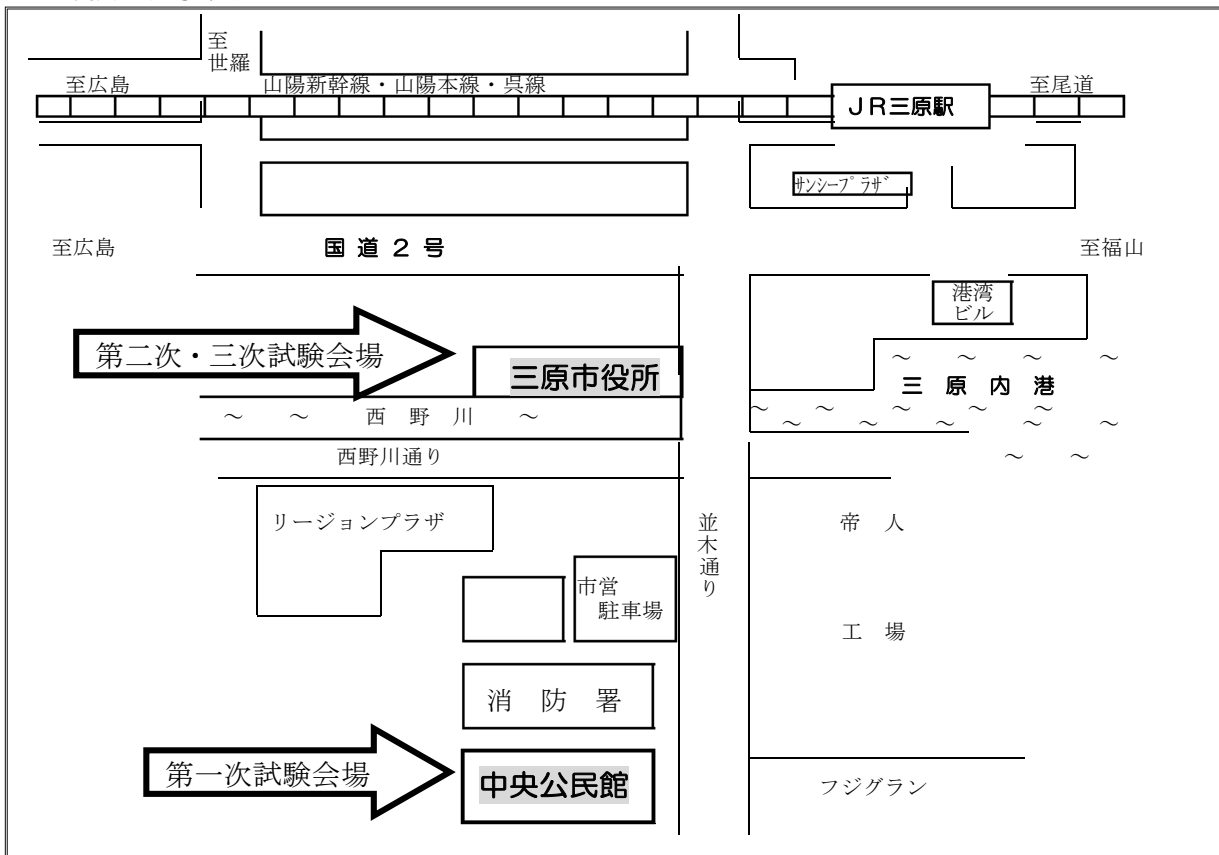 至
世羅
至広島
山陽新幹線・山陽本線・呉線
JR三原駅
至尾道
サンシープラザ
至広島
国道2号
至福山
港湾
ビル
第二次・三次試験会場
三原市役所
三原内港
~ ~ 西野川 ~
西野川通り
リージョンプラザ
並木通り
帝人
市営
駐車場
工場
消防署
第一次試験会場
中央公民館
フジグラン